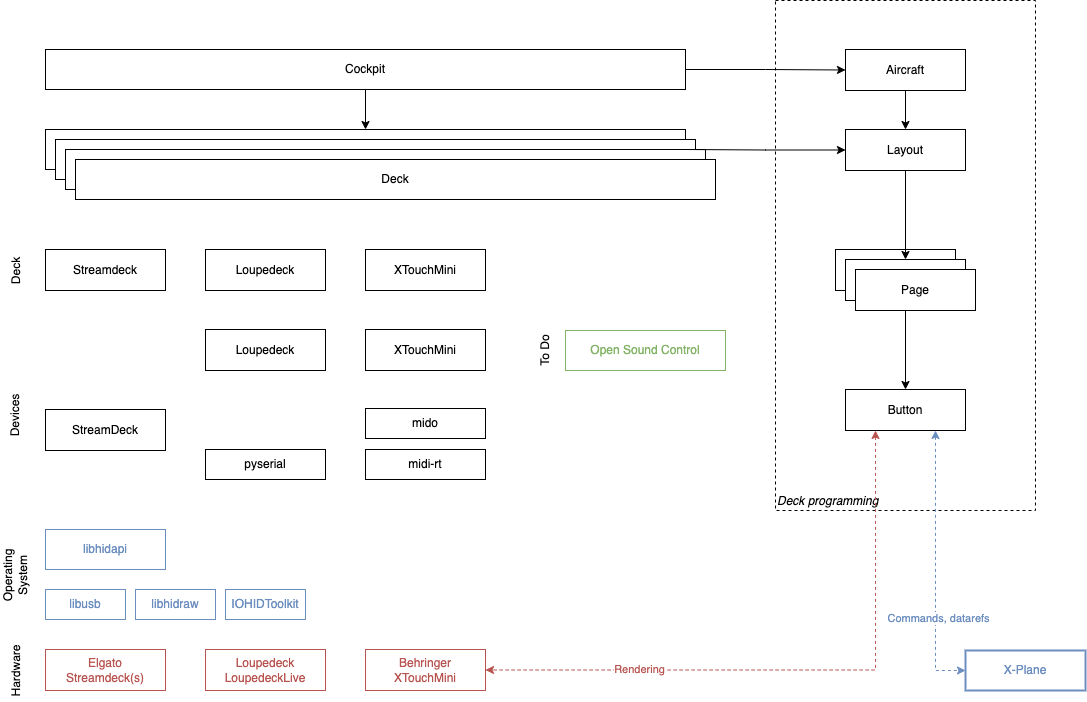 Cockpit
Aircraft
Layout
Deck
Deck
Streamdeck
Loupedeck
XTouchMini
Page
Loupedeck
XTouchMini
To Do
Open Sound Control
Devices
StreamDeck
mido
Button
pyserial
midi-rt
Deck programming
Operating
System
libhidapi
libusb
libhidraw
IOHIDToolkit
Commands, datarefs
Hardware
Elgato
Streamdeck(s)
Loupedeck
LoupedeckLive
Behringer
XTouchMini
Rendering
X-Plane